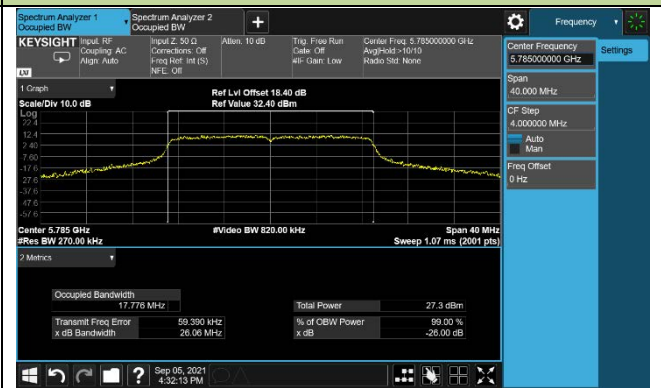 Spectrum Analyzer 1
Occupied BW
Spectrum Analyzer 2
Occupied BW
+
Frequency
KEYSIGHT
Input: RF
Coupling: AC
Align: Auto
Input Z: 50 Ω
Corrections: Off
Freq Ref: Int (S)
NFE: Off
Atten: 10 dB
Trig: Free Run
Gate: Off
#IF Gain: Low
Center Freq: 5.785000000 GHz
Avg|Hold:>10/10
Radio Std: None
LXI
Center Frequency
5.785000000 GHz
Settings
Span
40.000 MHz
CF Step
4.000000 MHz
Auto
Man
Freq Offset
0 Hz
1 Graph
Scale/Div 10.0 dB
Ref Lvl Offset 18.40 dB
Ref Value 32.40 dBm
Log
22.4
12.4
2.40
-7.60
-17.6
-27.6
-37.6
-47.6
-57.6
Center 5.785 GHz
#Video BW 820.00 kHz
Span 40 MHz
#Res BW 270.00 kHz
Sweep 1.07 ms (2001 pts)
2 Metrics
Occupied Bandwidth
17.776 MHz
Total Power
27.3 dBm
Transmit Freq Error
59.390 kHz
% of OBW Power
99.00 %
x dB Bandwidth
26.06 MHz
x dB
-26.00 dB
?
Sep 05, 2021
4:32:13 PM